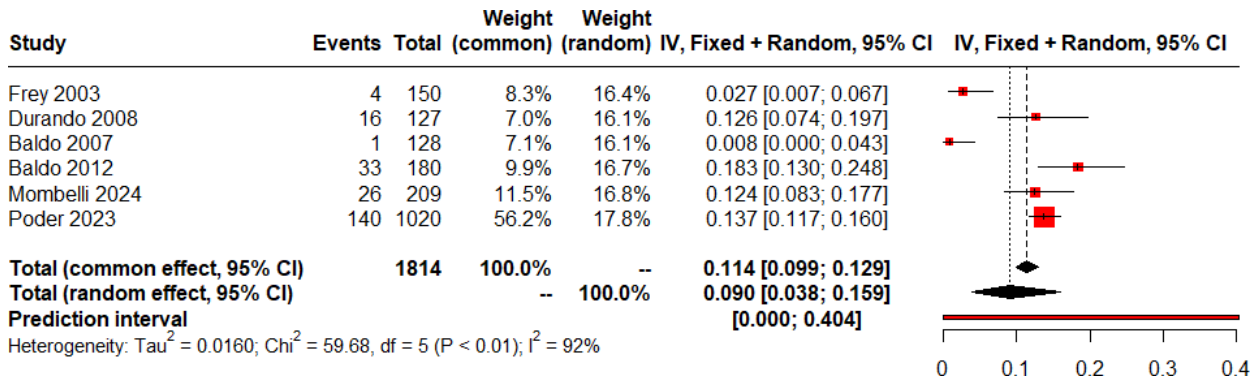 Weight Weight
Study Events Total (common) (random) IV, Fixed + Random, 95% CI IV, Fixed + Random, 95% CI
Frey 2003 4 150 8.3% 16.4% 0.027 [0.007; 0.067]
Durando 2008 16 127 7.0% 16.1% 0.126 [0.074; 0.197]
Baldo 2007 1 128 7.1% 16.1% 0.008 [0.000; 0.043]
Baldo 2012 33 180 9.9% 16.7% 0.183 [0.130; 0.248]
Mombelli 2024 26 209 11.5% 16.8% 0.124 [0.083; 0.177]
Poder 2023 140 1020 56.2% 17.8% 0.137 [0.117; 0.160]
Total (common effect, 95% CI) 1814 100.0% -- 0.114 [0.099; 0.129]
Total (random effect, 95% CI) -- 100.0% 0.090 [0.038; 0.159]
Prediction interval [0.000; 0.404]
Heterogeneity: Tau² = 0.0160; Chi² = 59.68, df = 5 (P < 0.01); I² = 92%
0 0.1 0.2 0.3 0.4